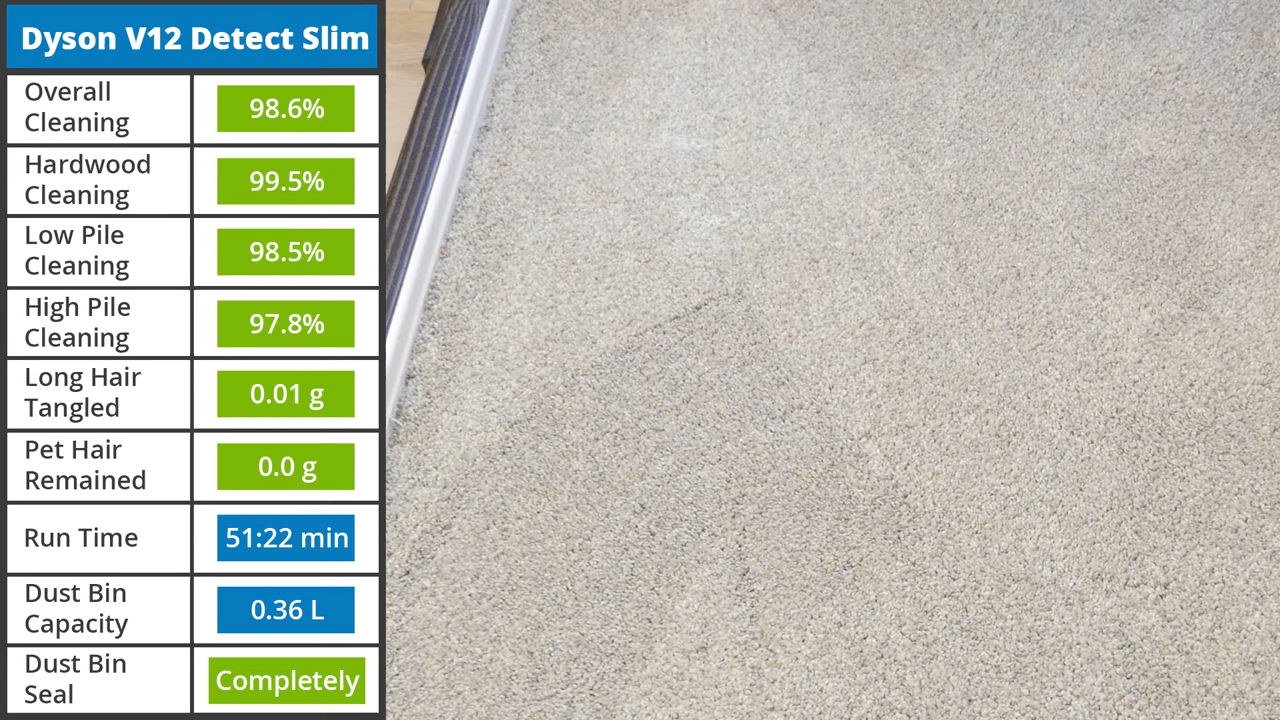 Dyson V12 Detect Slim
Overall
Cleaning
98.6%
Hardwood
Cleaning
99.5%
Low Pile
Cleaning
98.5%
High Pile
Cleaning
97.8%
Long Hair
Tangled
0.01 g
Pet Hair
Remained
0.0 g
Run Time
51:22 min
Dust Bin
Capacity
0.36 L
Dust Bin
Seal
Completely